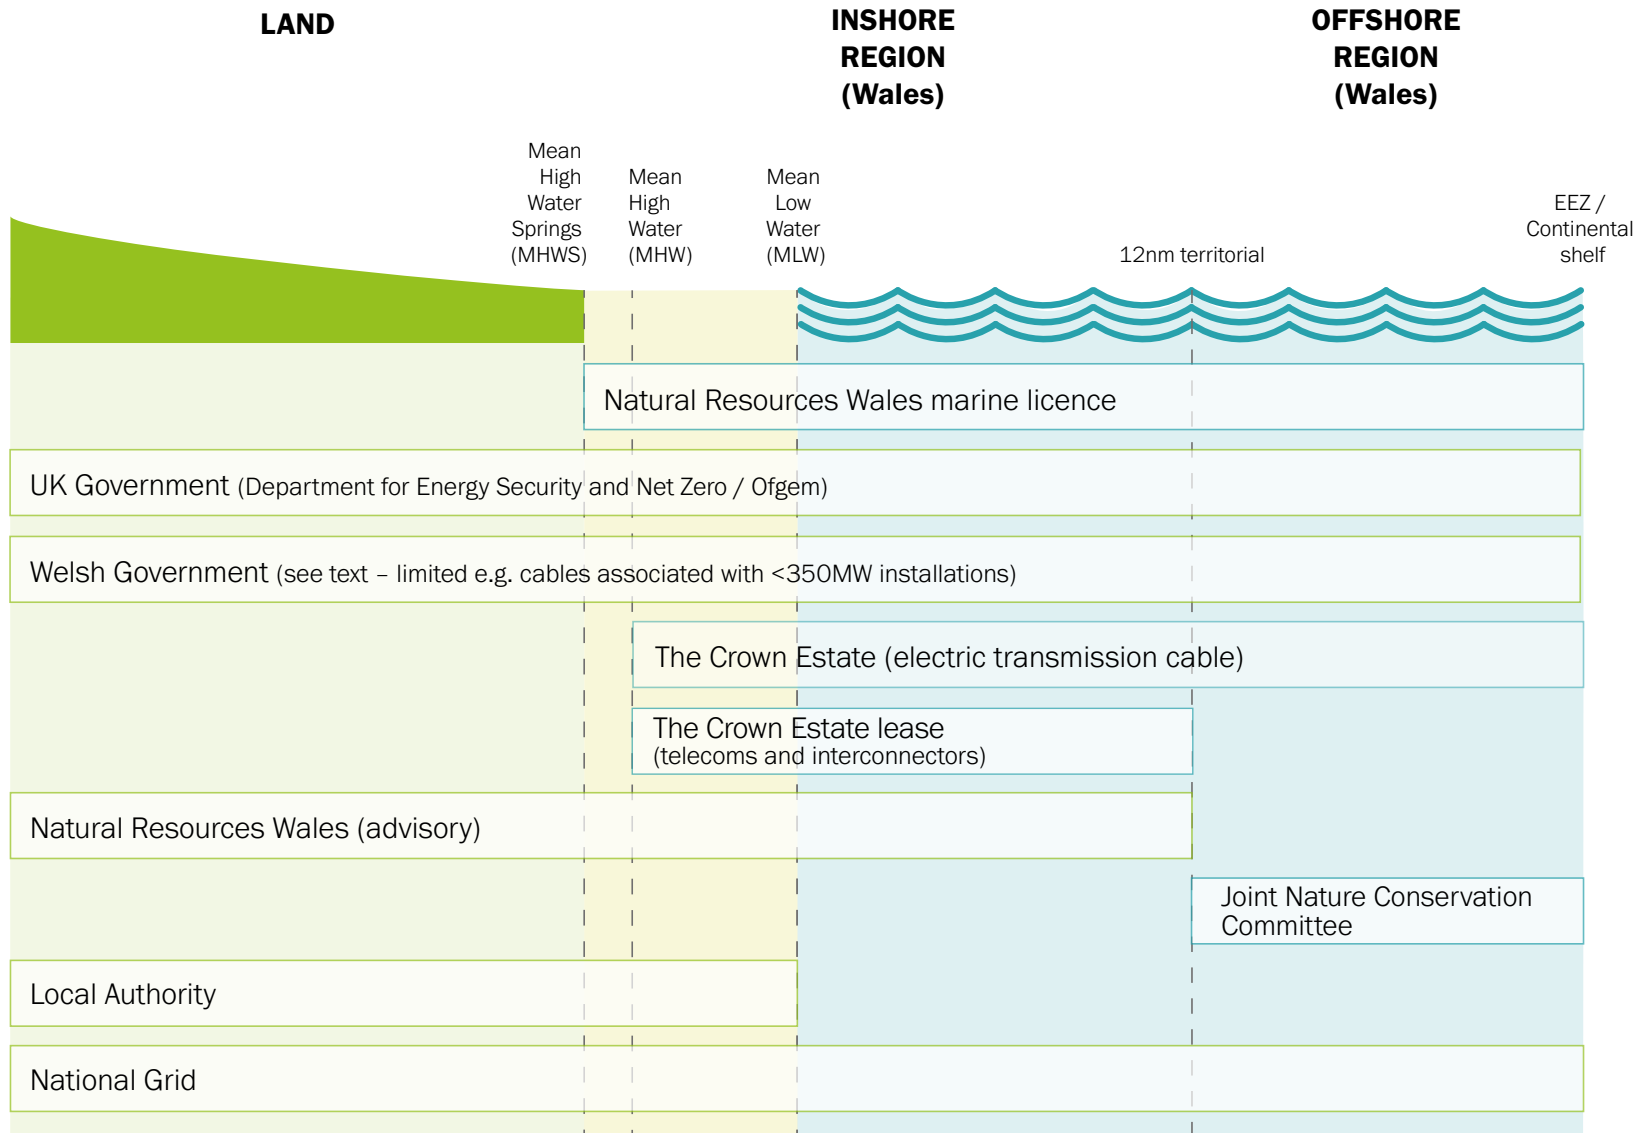 LAND
INSHORE
REGION
(Wales)
OFFSHORE
REGION
(Wales)
Mean
High
Water
Springs
(MHWS)
Mean
High
Water
(MHW)
Mean
Low
Water
(MLW)
12nm territorial
EEZ /
Continental
shelf
Natural Resources Wales marine licence
UK Government (Department for Energy Security and Net Zero / Ofgem)
Welsh Government (see text – limited e.g. cables associated with <350MW installations)
The Crown Estate (electric transmission cable)
The Crown Estate lease
(telecoms and interconnectors)
Natural Resources Wales (advisory)
Joint Nature Conservation
Committee
Local Authority
National Grid